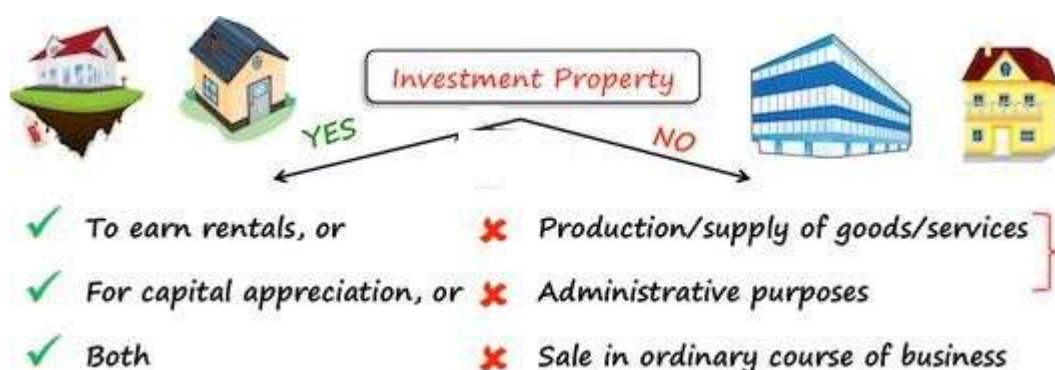 Investment Property
YES
NO
To earn rentals, or
For capital appreciation, or
Both
Production/supply of goods/services
Administrative purposes
Sale in ordinary course of business